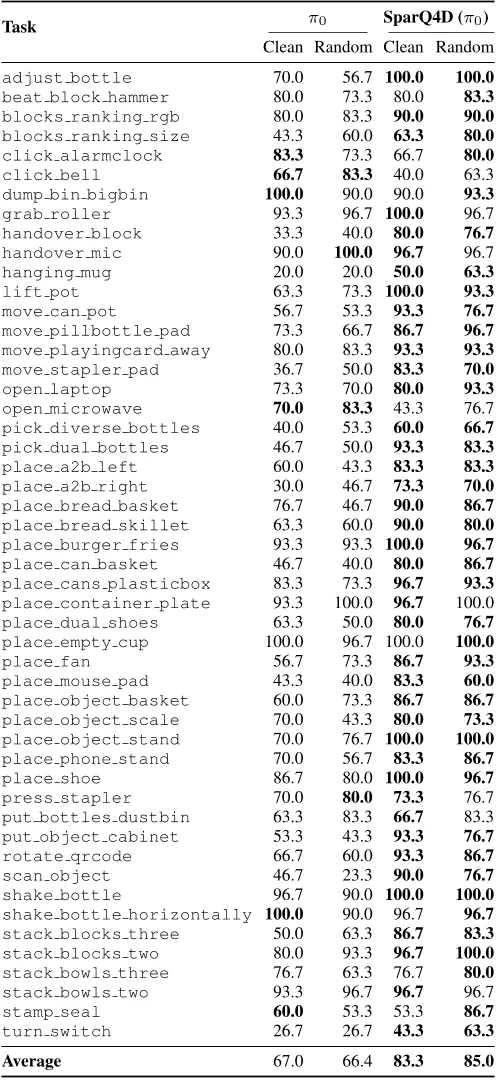 Task π₀ SparQ4D (π₀)
Clean Random Clean Random
adjust_bottle 70.0 56.7 100.0 100.0
beat_block_hammer 80.0 73.3 80.0 83.3
blocks_ranking_rgb 80.0 83.3 90.0 90.0
blocks_ranking_size 43.3 60.0 63.3 80.0
click_alarmclock 83.3 73.3 66.7 80.0
click_bell 66.7 83.3 40.0 63.3
dump_bin_bigbin 100.0 90.0 90.0 93.3
grab_roller 93.3 96.7 100.0 96.7
handover_block 33.3 40.0 80.0 76.7
handover_mic 90.0 100.0 96.7 96.7
hanging_mug 20.0 20.0 50.0 63.3
lift_pot 63.3 73.3 100.0 93.3
move_can_pot 56.7 53.3 93.3 76.7
move_pillbottle_pad 73.3 66.7 86.7 96.7
move_playingcard_away 80.0 83.3 93.3 93.3
move_stapler_pad 36.7 50.0 83.3 70.0
open_laptop 73.3 70.0 80.0 93.3
open_microwave 70.0 83.3 43.3 76.7
pick_diverse_bottles 40.0 53.3 60.0 66.7
pick_dual_bottles 46.7 50.0 93.3 83.3
place_a2b_left 60.0 43.3 83.3 83.3
place_a2b_right 30.0 46.7 73.3 70.0
place_bread_basket 76.7 46.7 90.0 86.7
place_bread_skillet 63.3 60.0 90.0 80.0
place_burger_fries 93.3 93.3 100.0 96.7
place_can_basket 46.7 40.0 80.0 86.7
place_cans_plasticbox 83.3 73.3 96.7 93.3
place_container_plate 93.3 100.0 96.7 100.0
place_dual_shoes 63.3 50.0 80.0 76.7
place_empty_cup 100.0 96.7 100.0 100.0
place_fan 56.7 73.3 86.7 93.3
place_mouse_pad 43.3 40.0 83.3 60.0
place_object_basket 60.0 73.3 86.7 86.7
place_object_scale 70.0 43.3 80.0 73.3
place_object_stand 70.0 76.7 100.0 100.0
place_phone_stand 70.0 56.7 83.3 86.7
place_shoe 86.7 80.0 100.0 96.7
press_stapler 70.0 80.0 73.3 76.7
put_bottles_dustbin 63.3 83.3 66.7 83.3
put_object_cabinet 53.3 43.3 93.3 76.7
rotate_qrcode 66.7 60.0 93.3 86.7
scan_object 46.7 23.3 90.0 76.7
shake_bottle 96.7 90.0 100.0 100.0
shake_bottle_horizontally 100.0 90.0 96.7 96.7
stack_blocks_three 50.0 63.3 86.7 83.3
stack_blocks_two 80.0 93.3 96.7 100.0
stack_bowls_three 76.7 63.3 76.7 80.0
stack_bowls_two 93.3 96.7 96.7 96.7
stamp_seal 60.0 53.3 53.3 86.7
turn_switch 26.7 26.7 43.3 63.3
Average 67.0 66.4 83.3 85.0